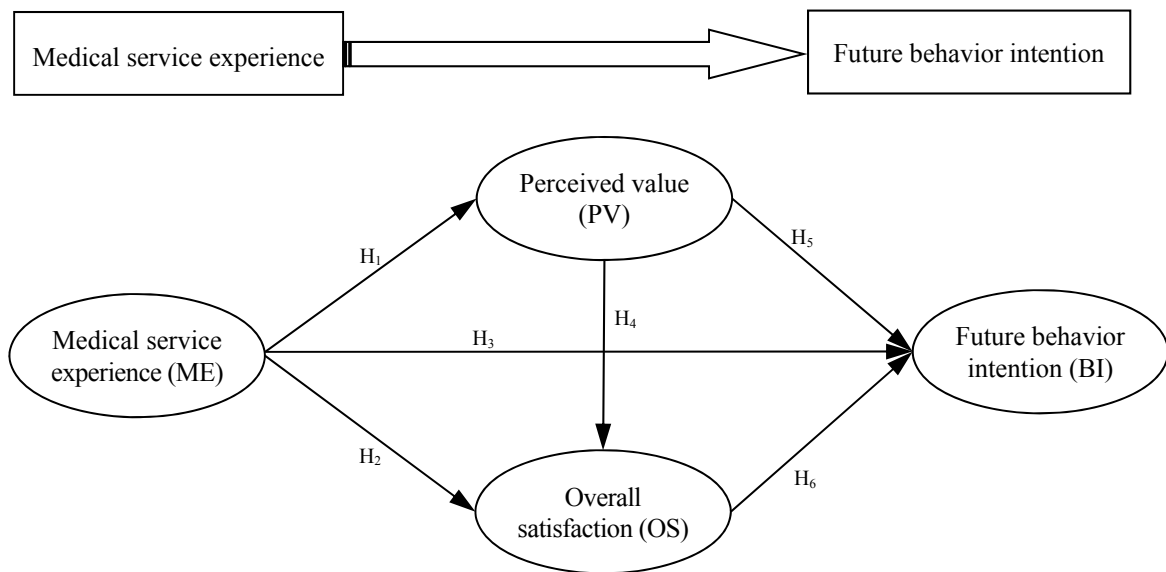 Medical service experience
Future behavior intention
Perceived value
(PV)
H₁
H₅
H₄
H₃
Medical service
experience (ME)
Future behavior
intention (BI)
H₂
H₆
Overall
satisfaction (OS)